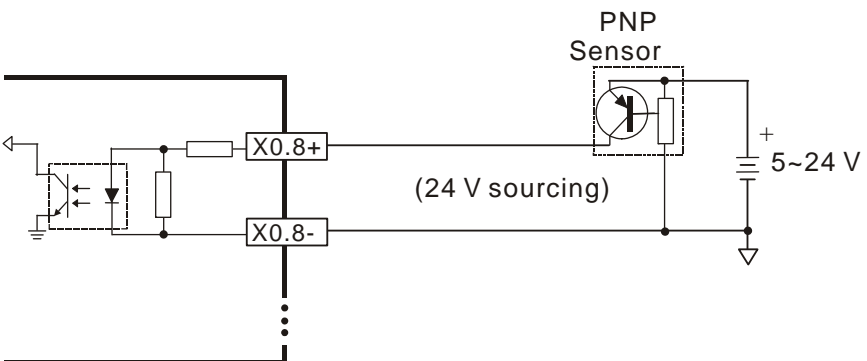 PNP
Sensor
X0.8+
+
5~24 V
(24 V sourcing)
X0.8-